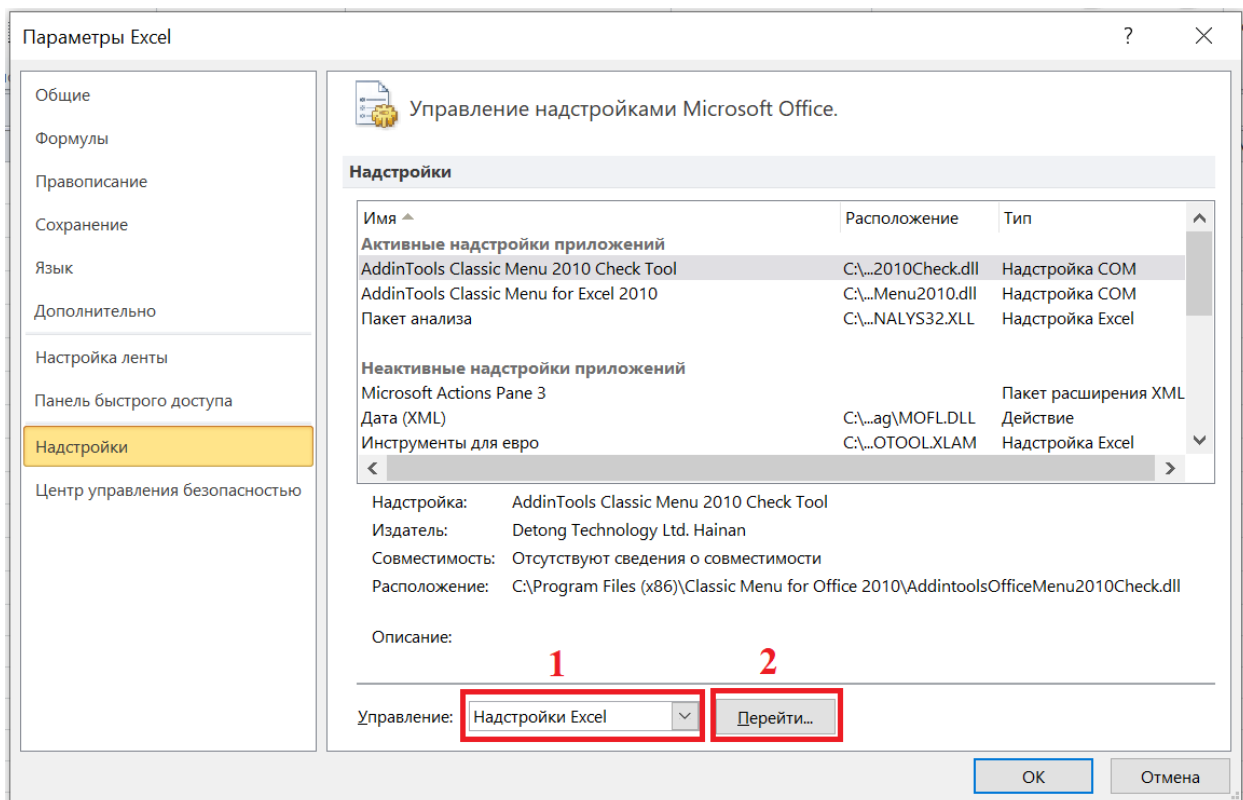 Параметры Excel ?
Общие
Формулы
Правописание
Сохранение
Язык
Дополнительно
Настройка ленты
Панель быстрого доступа
Надстройки
Центр управления безопасностью
Управление надстройками Microsoft Office.
Надстройки
Имя Расположение Тип
Активные надстройки приложений
AddinTools Classic Menu 2010 Check Tool C:\...2010Check.dll Надстройка COM
AddinTools Classic Menu for Excel 2010 C:\...Menu2010.dll Надстройка COM
Пакет анализа C:\...NALYS32.XLL Надстройка Excel
Неактивные надстройки приложений
Microsoft Actions Pane 3 Пакет расширения XML
Дата (XML) C:\...ag\MOFL.DLL Действие
Инструменты для евро C:\...OTOOL.XLAM Надстройка Excel
Надстройка: AddinTools Classic Menu 2010 Check Tool
Издатель: Detong Technology Ltd. Hainan
Совместимость: Отсутствуют сведения о совместимости
Расположение: C:\Program Files (x86)\Classic Menu for Office 2010\AddintoolsOfficeMenu2010Check.dll
Описание:
1 2
Управление: Надстройки Excel Перейти...
ОК Отмена